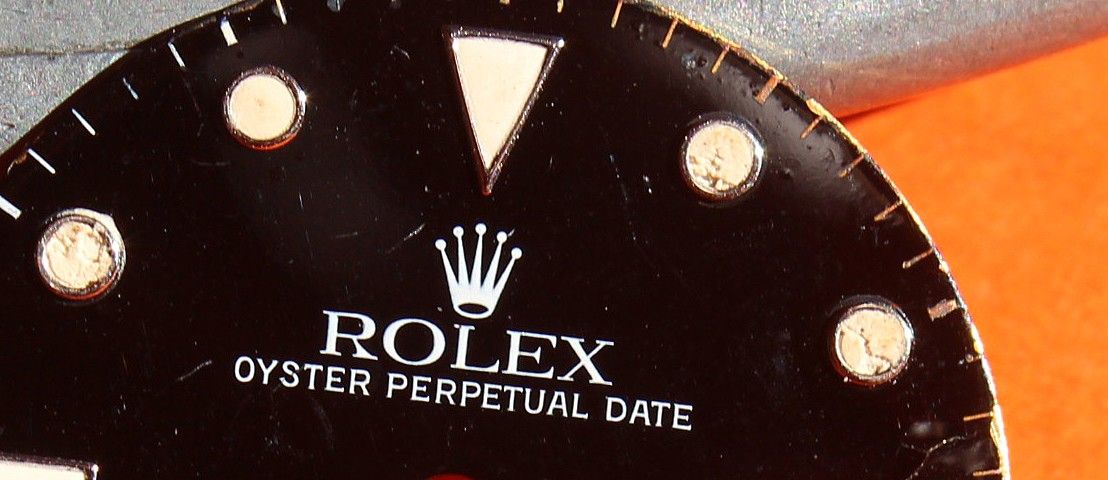 ROLEX
OYSTER PERPETUAL DATE